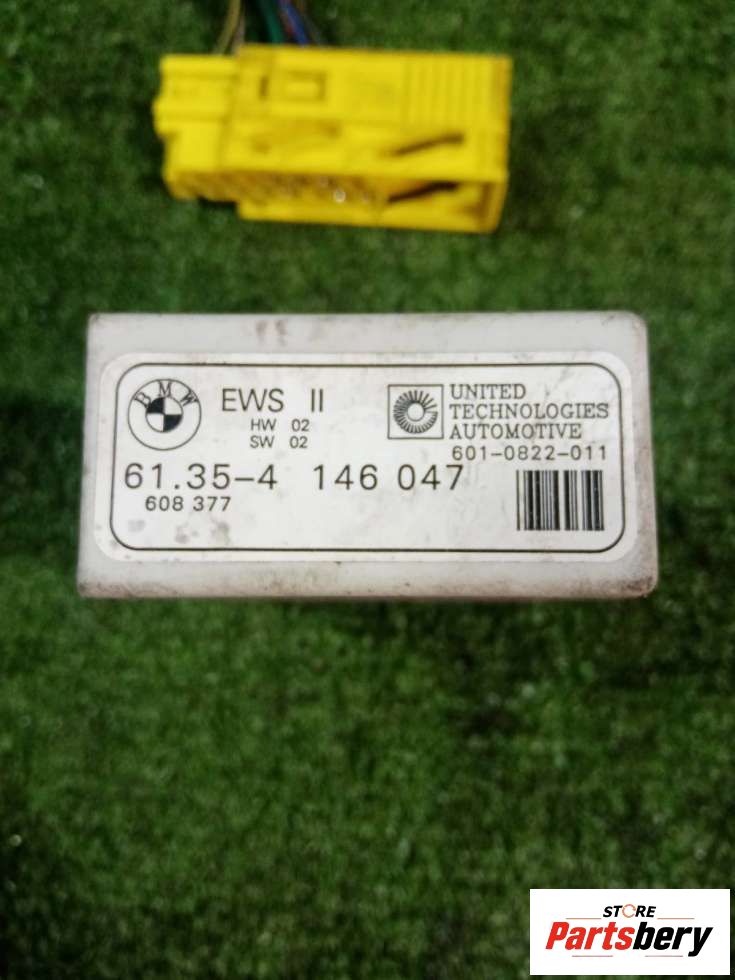 BMW
EWS II
HW 02
SW 02
UNITED
TECHNOLOGIES
AUTOMOTIVE
601-0822-011
61.35-4 146 047
608 377
STORE
Partsbery